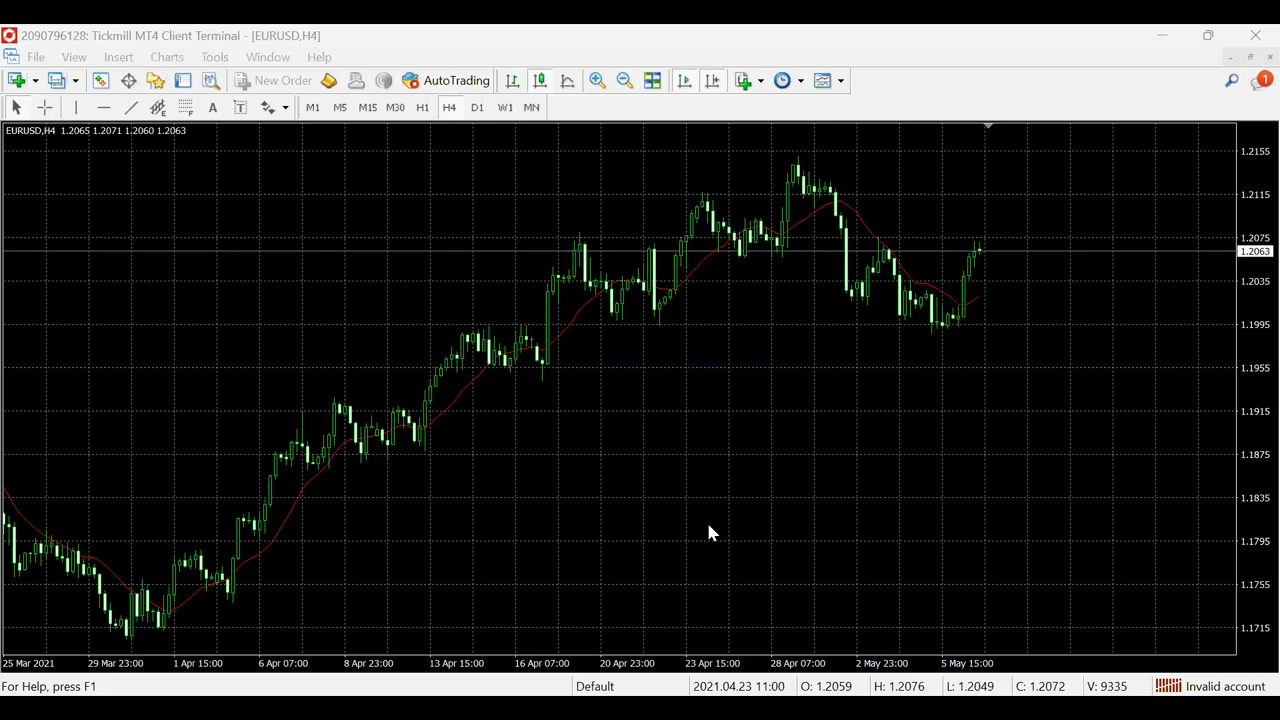 2090796128: Tickmill MT4 Client Terminal - [EURUSD,H4]
File View Insert Charts Tools Window Help
New Order AutoTrading 1
A T M1 M5 M15 M30 H1 H4 D1 W1 MN
EURUSD,H4 1.2065 1.2071 1.2060 1.2063
1.2155
1.2115
1.2075
1.2063
1.2035
1.1995
1.1955
1.1915
1.1875
1.1835
1.1795
1.1755
1.1715
25 Mar 2021 29 Mar 23:00 1 Apr 15:00 6 Apr 07:00 8 Apr 23:00 13 Apr 15:00 16 Apr 07:00 20 Apr 23:00 23 Apr 15:00 28 Apr 07:00 2 May 23:00 5 May 15:00
For Help, press F1 Default 2021.04.23 11:00 O: 1.2059 H: 1.2076 L: 1.2049 C: 1.2072 V: 9335 Invalid account